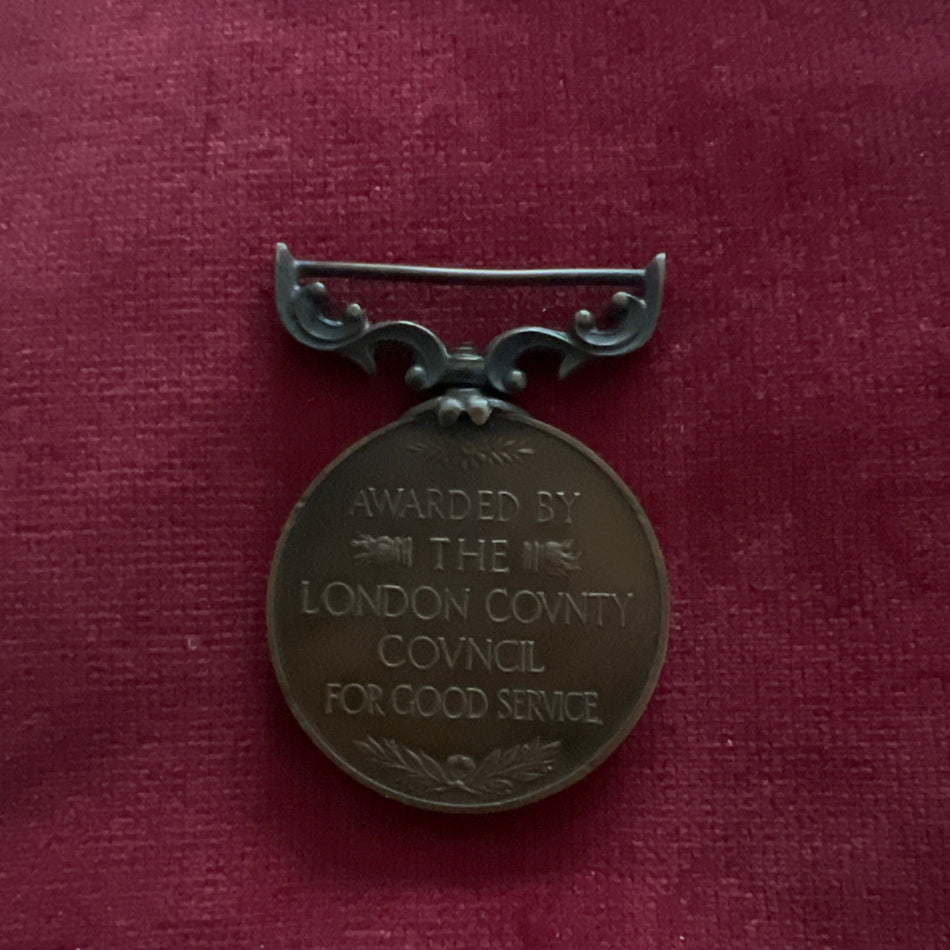 AWARDED BY
THE
LONDON COVNTY
COVNCIL
FOR GOOD SERVICE